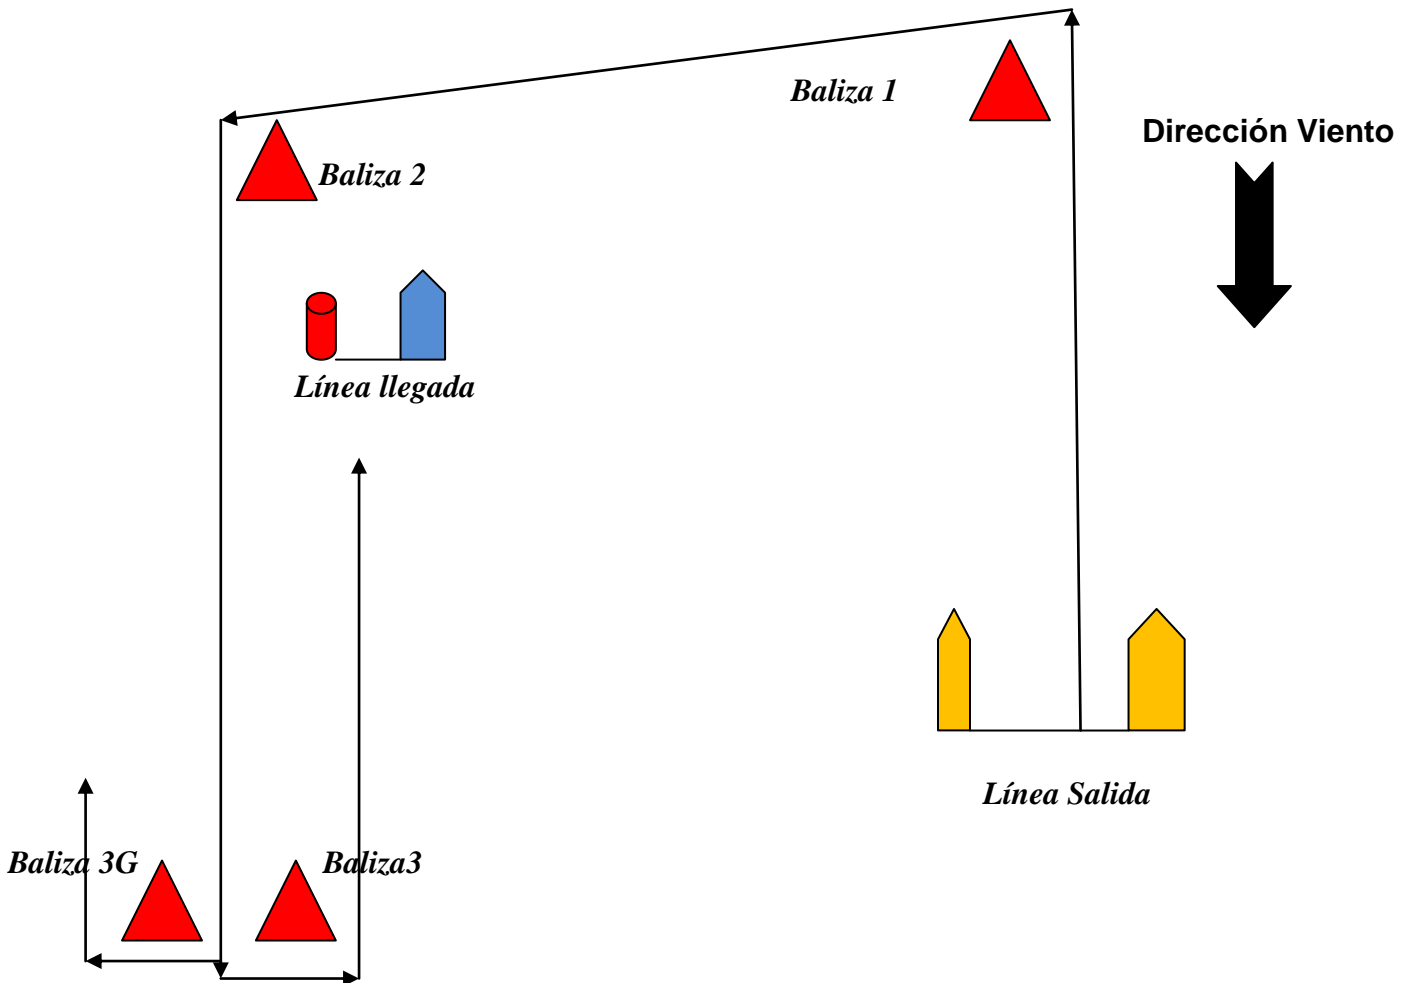 Baliza 1
Dirección Viento
Baliza 2
Línea llegada
Línea Salida
Baliza 3G
Baliza3